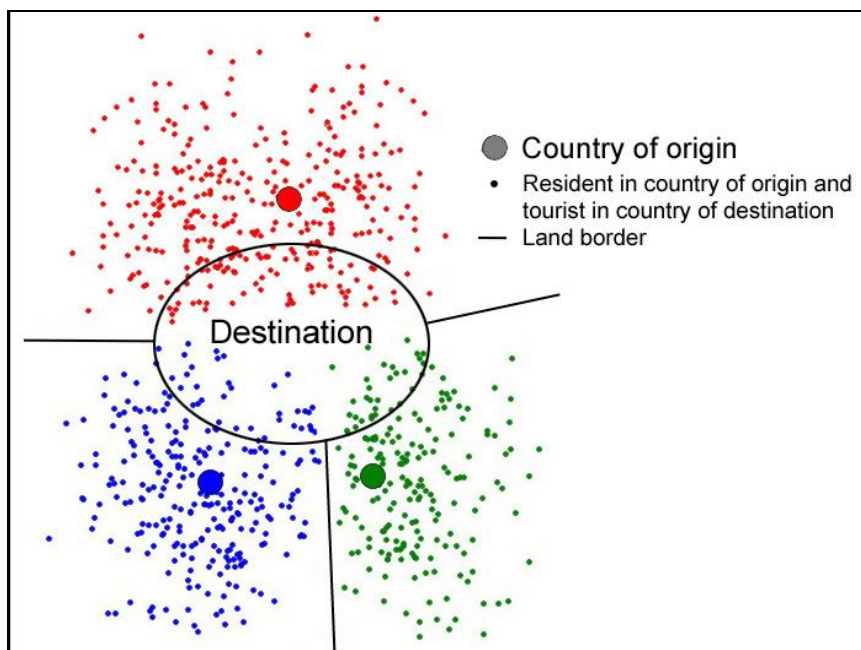 Country of origin
Resident in country of origin and
tourist in country of destination
Land border
Destination